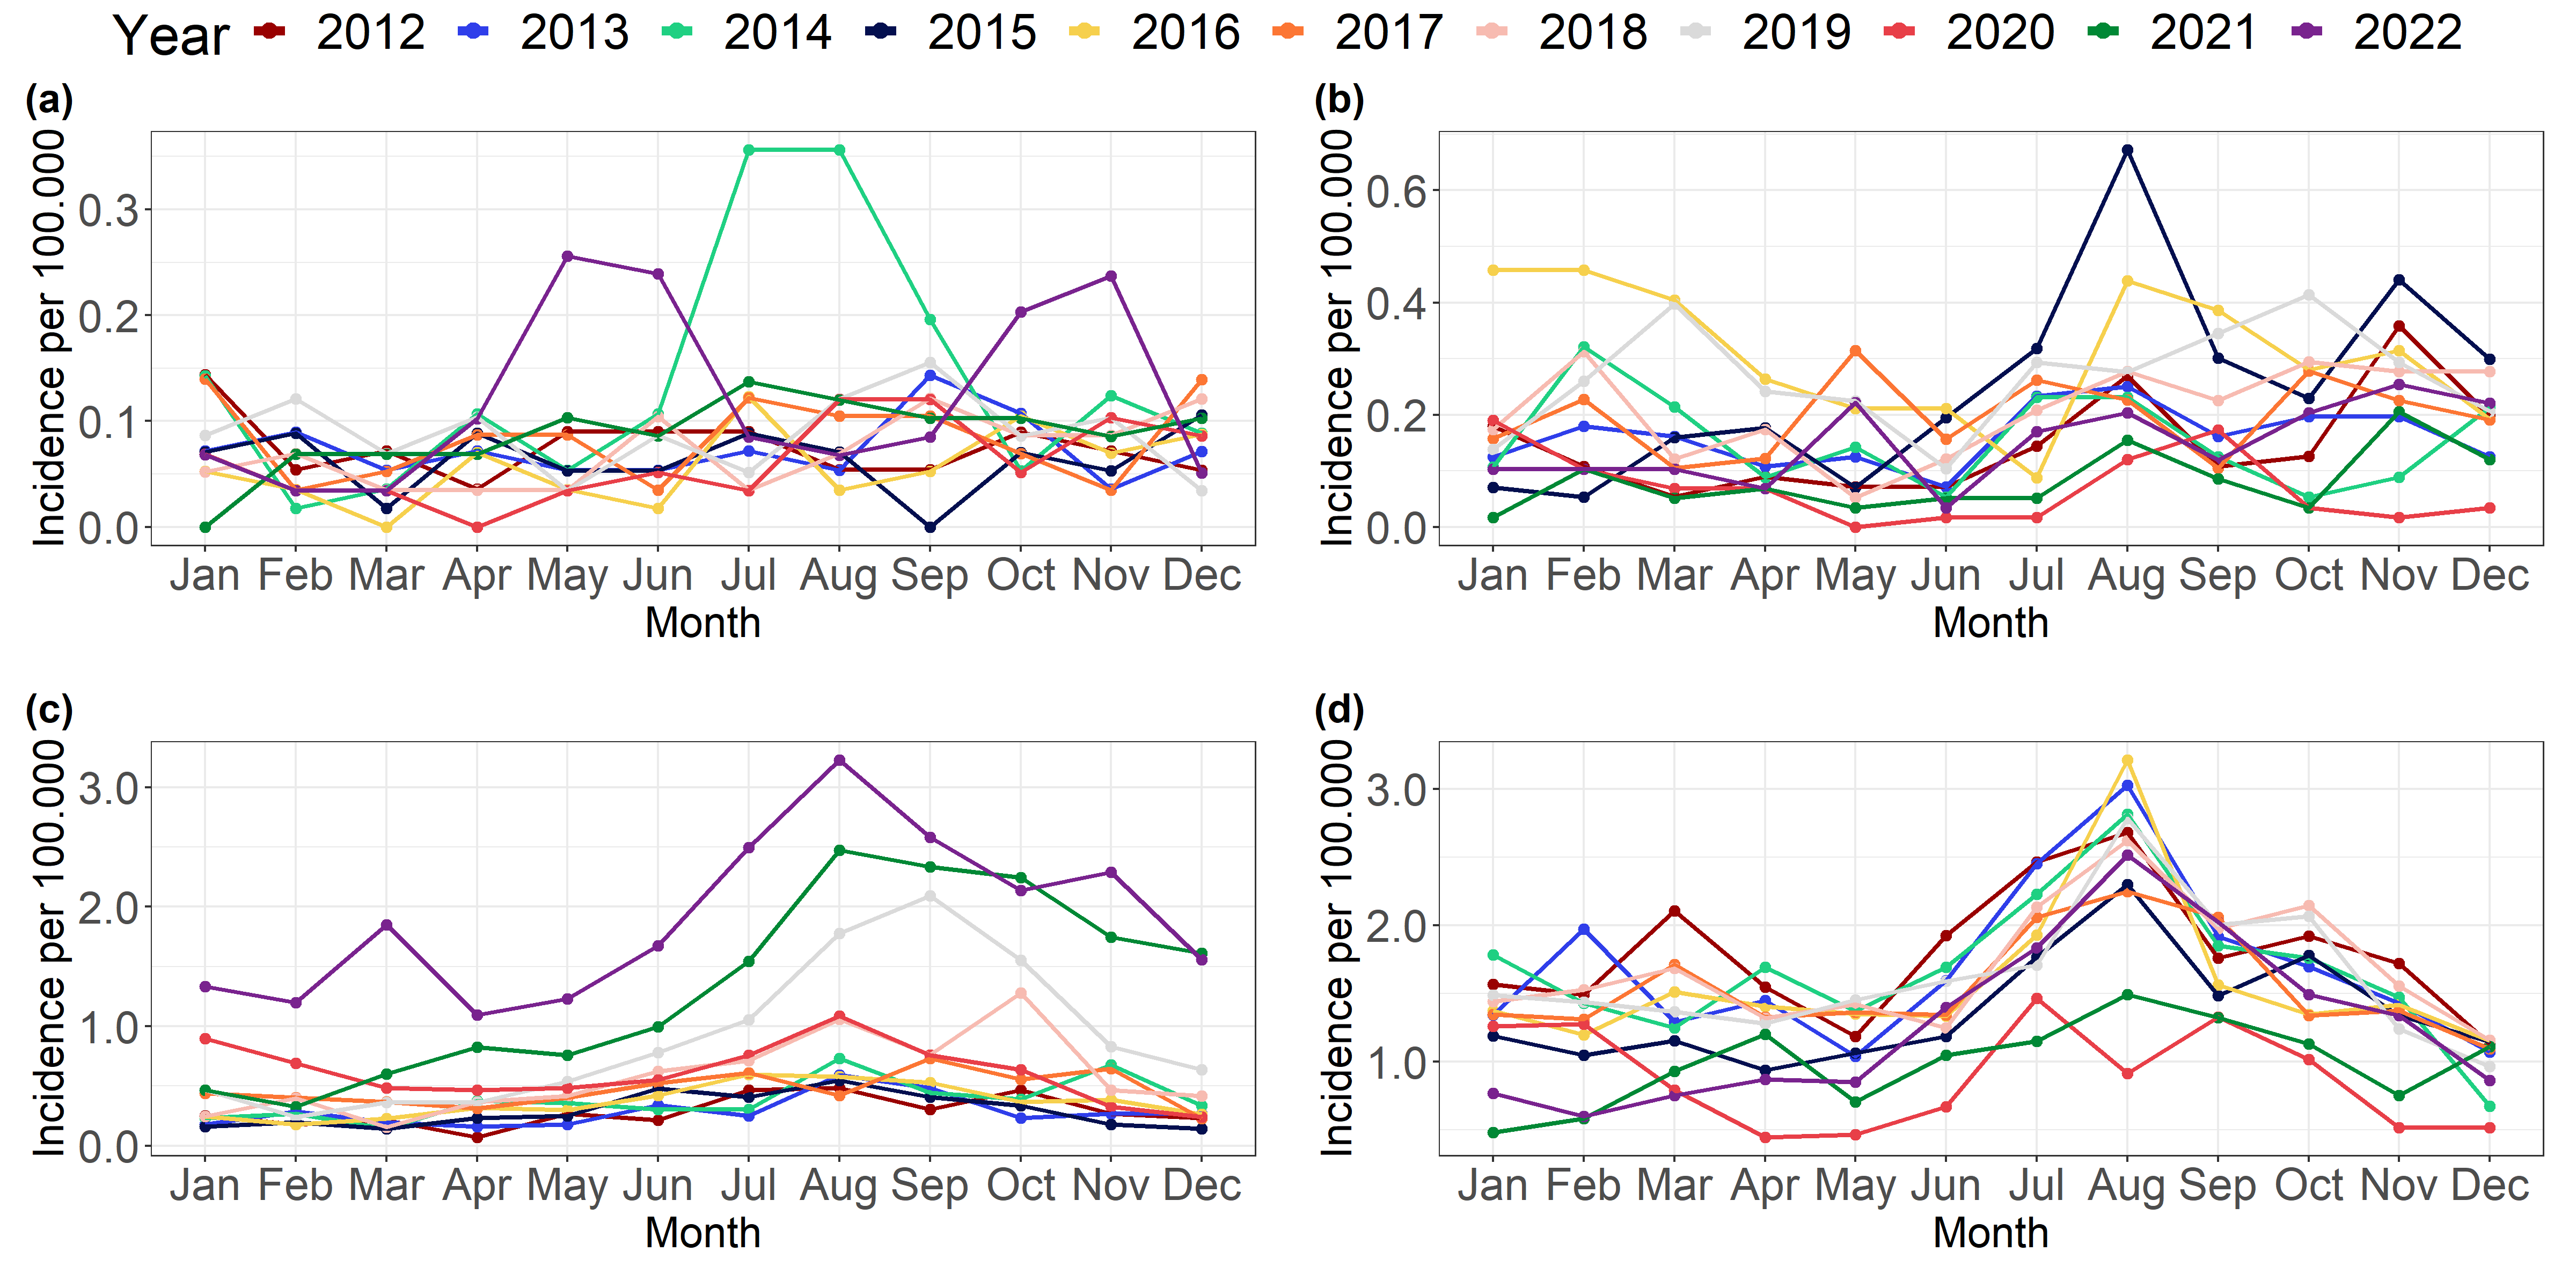 Year 2012 2013 2014 2015 2016 2017 2018 2019 2020 2021 2022
(a)
Incidence per 100.000
0.3
0.2
0.1
0.0
Jan Feb Mar Apr May Jun Jul Aug Sep Oct Nov Dec
Month
(b)
Incidence per 100.000
0.6
0.4
0.2
0.0
Jan Feb Mar Apr May Jun Jul Aug Sep Oct Nov Dec
Month
(c)
Incidence per 100.000
3.0
2.0
1.0
0.0
Jan Feb Mar Apr May Jun Jul Aug Sep Oct Nov Dec
Month
(d)
Incidence per 100.000
3.0
2.0
1.0
Jan Feb Mar Apr May Jun Jul Aug Sep Oct Nov Dec
Month